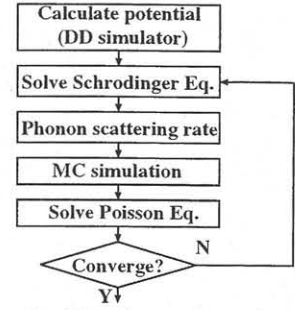 Calculate potential
(DD simulator)
Solve Schrodinger Eq.
Phonon scattering rate
MC simulation
Solve Poisson Eq.
Converge?
N
Y